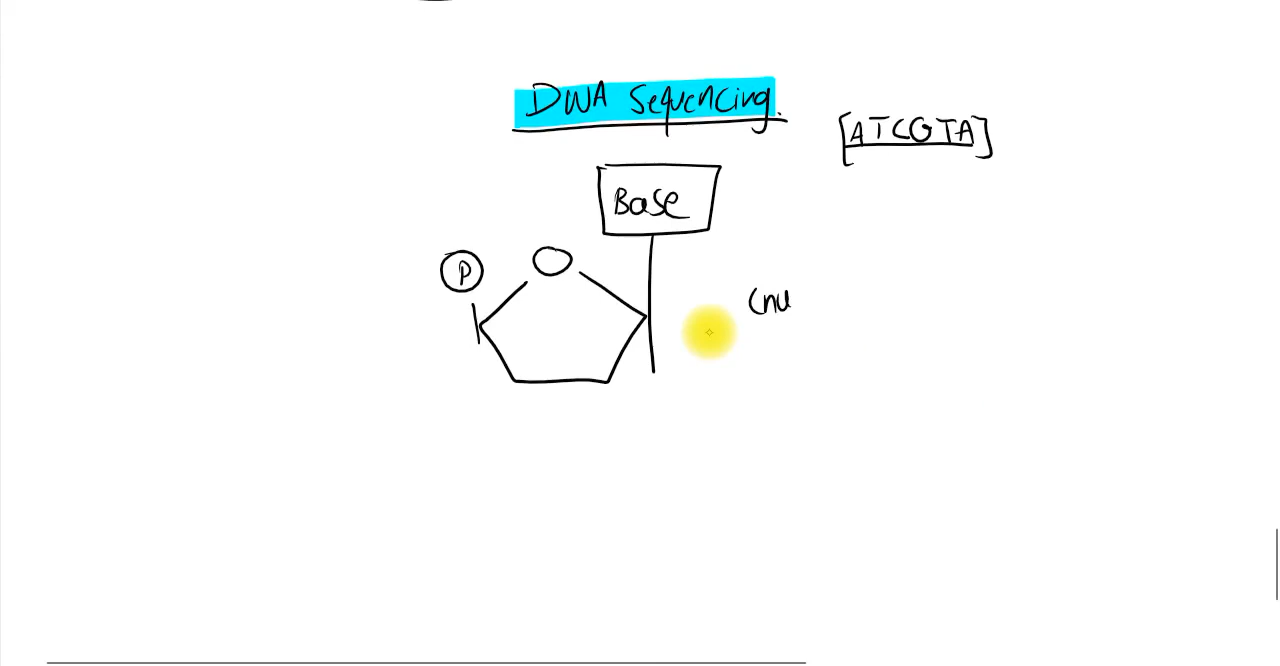 DNA Sequencing.
[ATCGTA]
Base
P
O
(nu